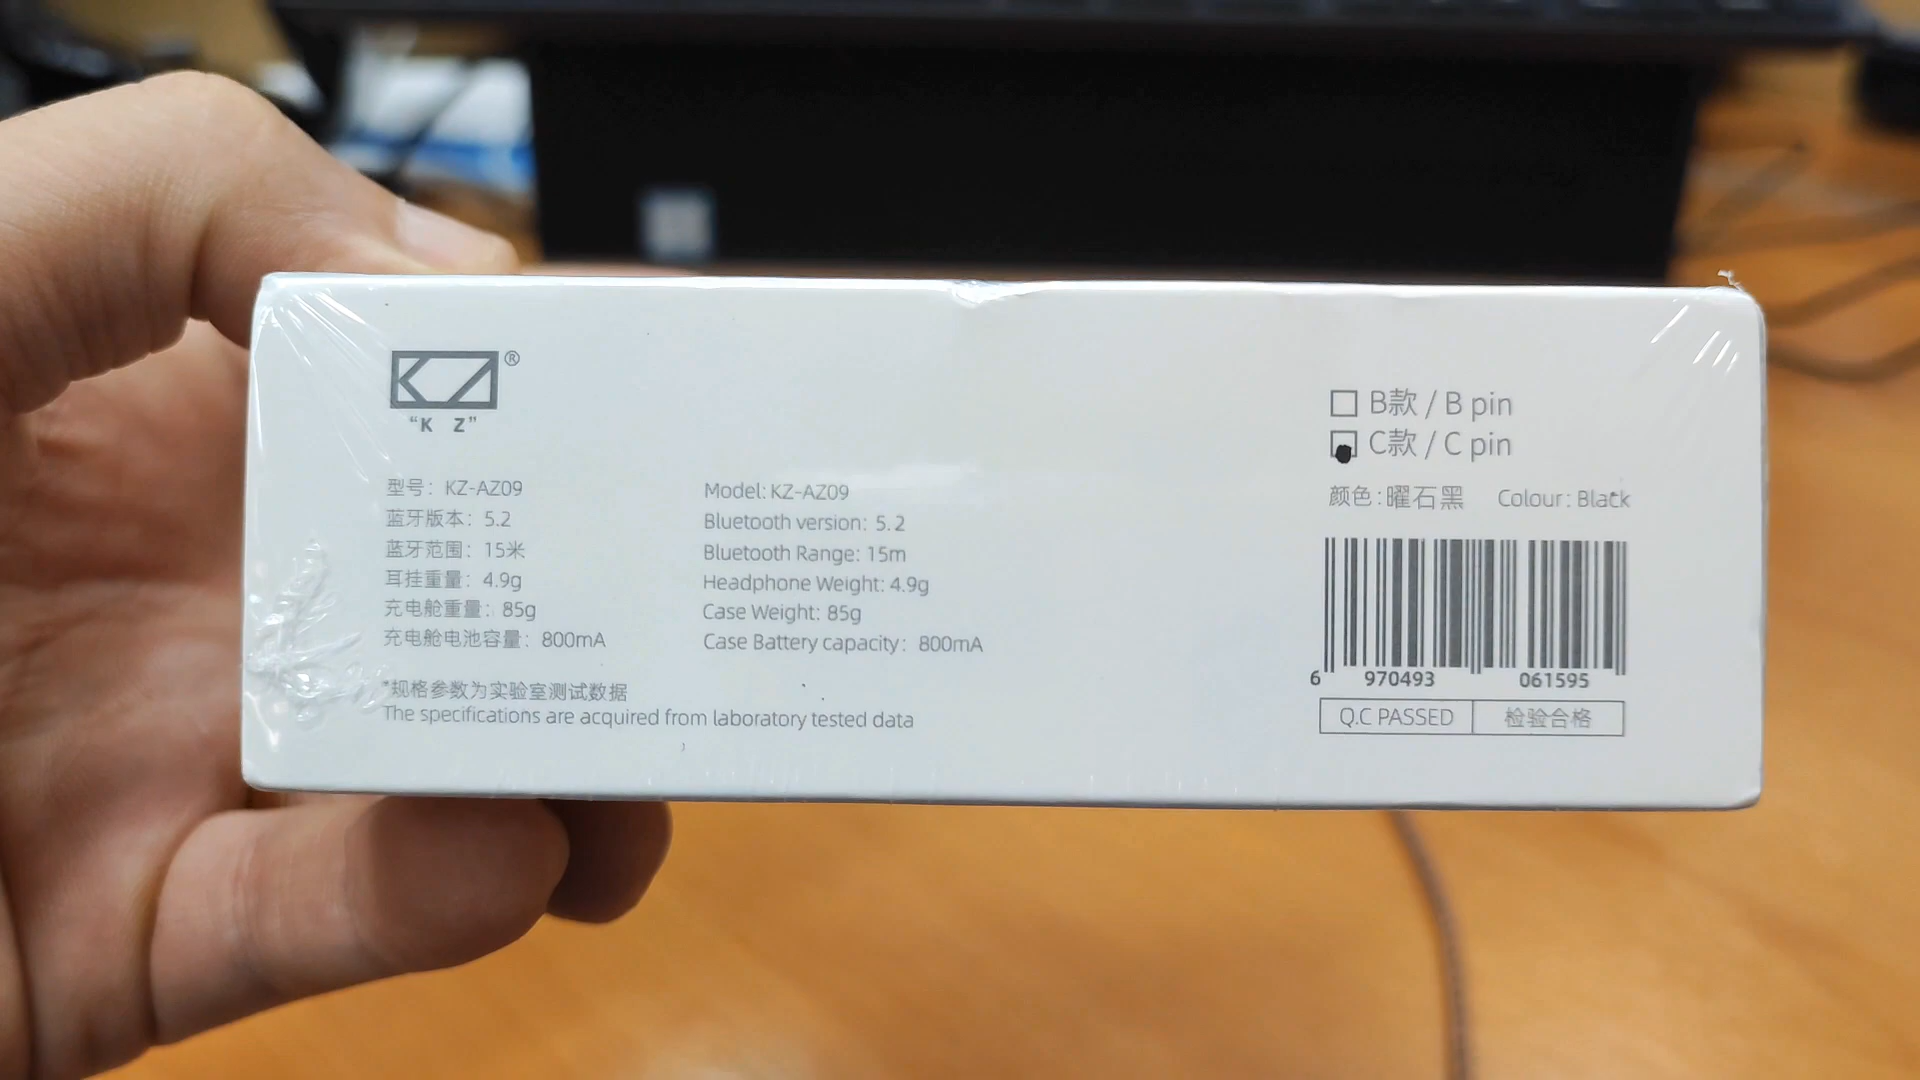 KZ®
“K Z”
型号：KZ-AZ09
蓝牙版本：5.2
蓝牙范围：15米
耳挂重量：4.9g
充电舱重量：85g
充电舱电池容量：800mA
*规格参数为实验室测试数据
The specifications are acquired from laboratory tested data
Model: KZ-AZ09
Bluetooth version: 5.2
Bluetooth Range: 15m
Headphone Weight: 4.9g
Case Weight: 85g
Case Battery capacity: 800mA
B款 / B pin
C款 / C pin
颜色：曜石黑 Colour: Black
6 970493 061595
Q.C PASSED 检验合格